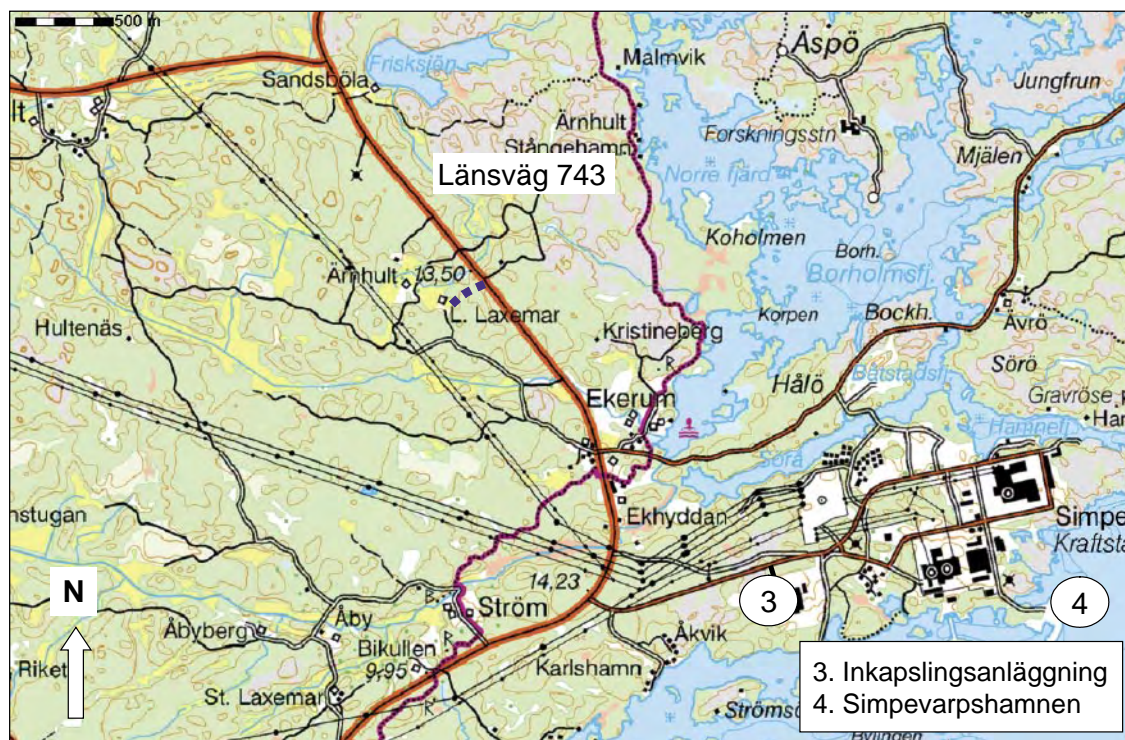 500 m
Äspö
Malmvik
Frisksjön
Sandsböla
Jungfrun
lt
Ärnhult
Forskningsstn
Stångehamn
Mjälen
Norre fjärd
Länsväg 743
Koholmen
Borh.
Borholmsfj.
Ärnhult
13,50
L. Laxemar
Korpen
Bockh.
Ävrö
Hultenäs
Kristineberg
Sörö
Hålö
Båtstadsfj.
Gravröse
Ekerum
Har
Hamnefj
Söra
nstugan
Ekhyddan
Simpe
Kraftsta
14,23
N
Ström
3
4
Åby
Åbyberg
Åkvik
Bikullen
Riket
9,95
Karlshamn
3. Inkapslingsanläggning
St. Laxemar
4. Simpevarpshamnen
Strömsö